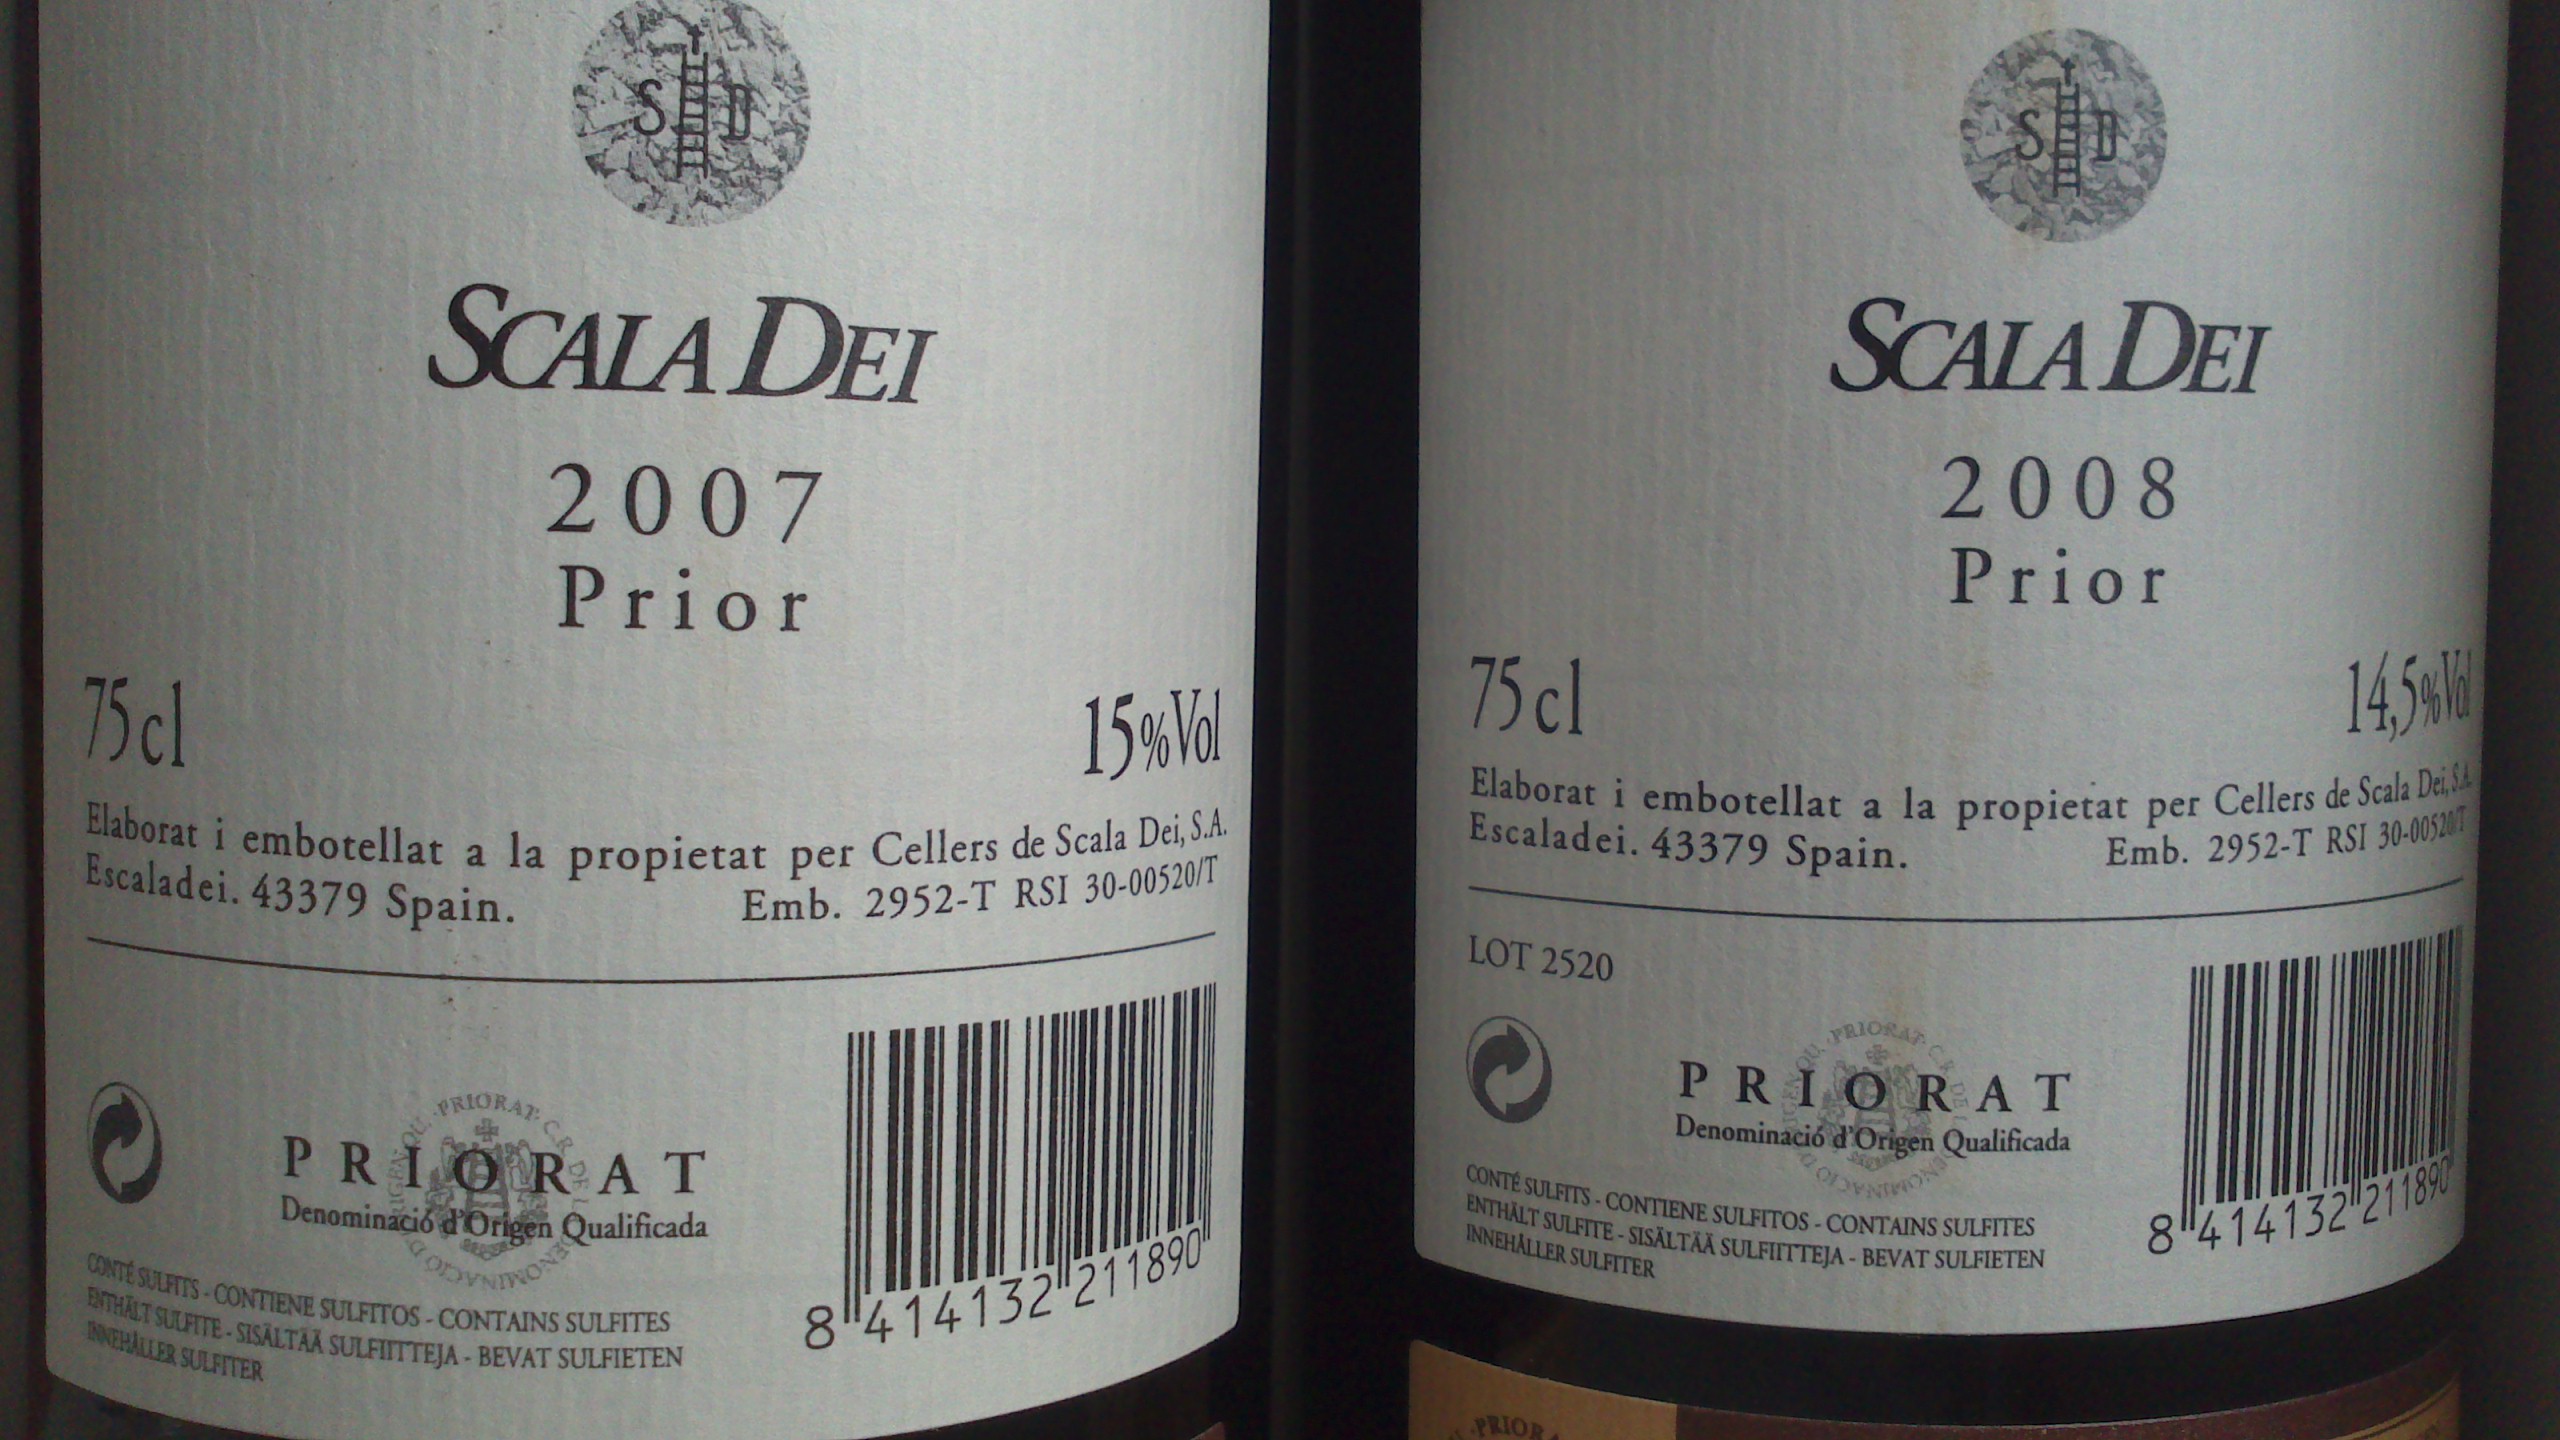 S D
SCALA DEI
2007
Prior
75cl
15%Vol
Elaborat i embotellat a la propietat per Cellers de Scala Dei, S.A.
Escaladei. 43379 Spain.
Emb. 2952-T RSI 30-00520/T
PRIORAT
Denominació d'Origen Qualificada
CONTÉ SULFITS - CONTIENE SULFITOS - CONTAINS SULFITES
ENTHÄLT SULFITE - SISÄLTÄÄ SULFIITTEJA - BEVAT SULFIETEN
INNEHÅLLER SULFITER
8 414132 211890
S D
SCALA DEI
2008
Prior
75cl
14,5%Vol
Elaborat i embotellat a la propietat per Cellers de Scala Dei, S.A.
Escaladei. 43379 Spain.
Emb. 2952-T RSI 30-00520/T
LOT 2520
PRIORAT
Denominació d'Origen Qualificada
CONTÉ SULFITS - CONTIENE SULFITOS - CONTAINS SULFITES
ENTHÄLT SULFITE - SISÄLTÄÄ SULFIITTEJA - BEVAT SULFIETEN
INNEHÅLLER SULFITER
8 414132 211890